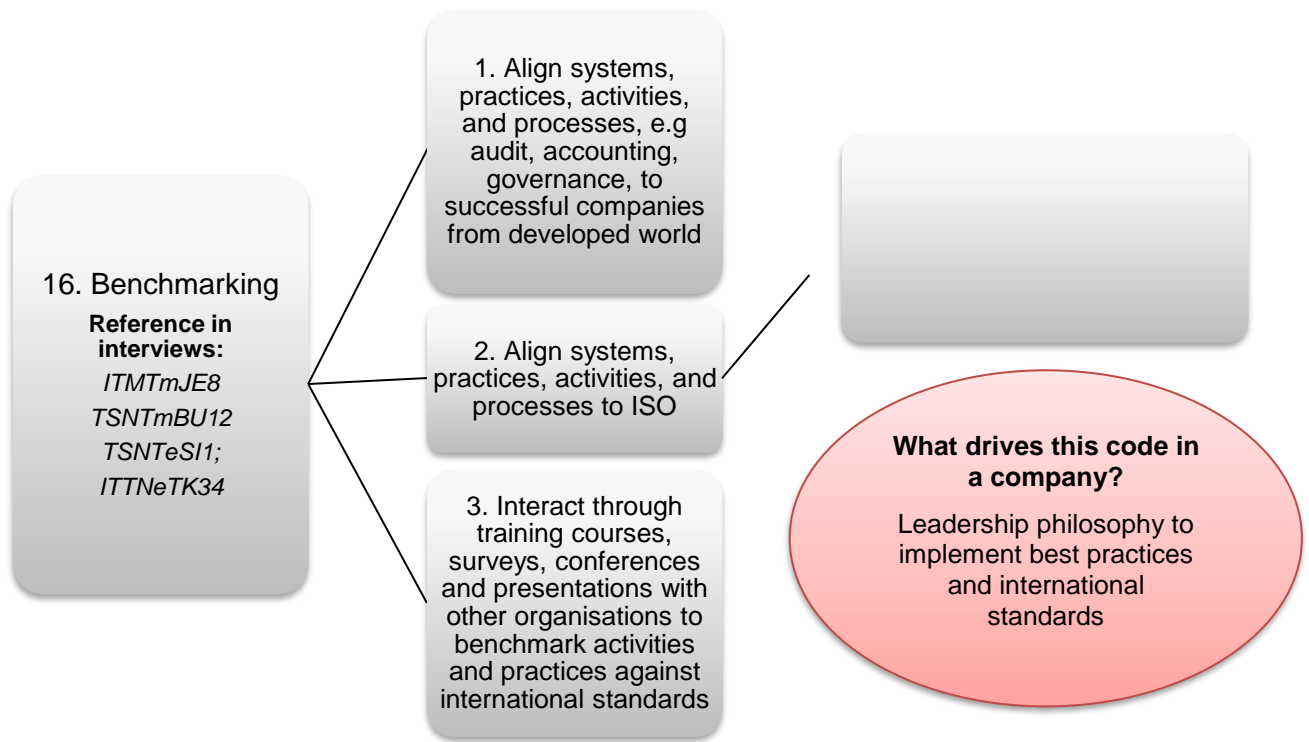 16. Benchmarking
Reference in
interviews:
ITMTmJE8
TSNTmBU12
TSNTeSI1;
ITTNeTK34
1. Align systems,
practices, activities,
and processes, e.g
audit, accounting,
governance, to
successful companies
from developed world
2. Align systems,
practices, activities, and
processes to ISO
3. Interact through
training courses,
surveys, conferences
and presentations with
other organisations to
benchmark activities
and practices against
international standards
What drives this code in
a company?
Leadership philosophy to
implement best practices
and international
standards